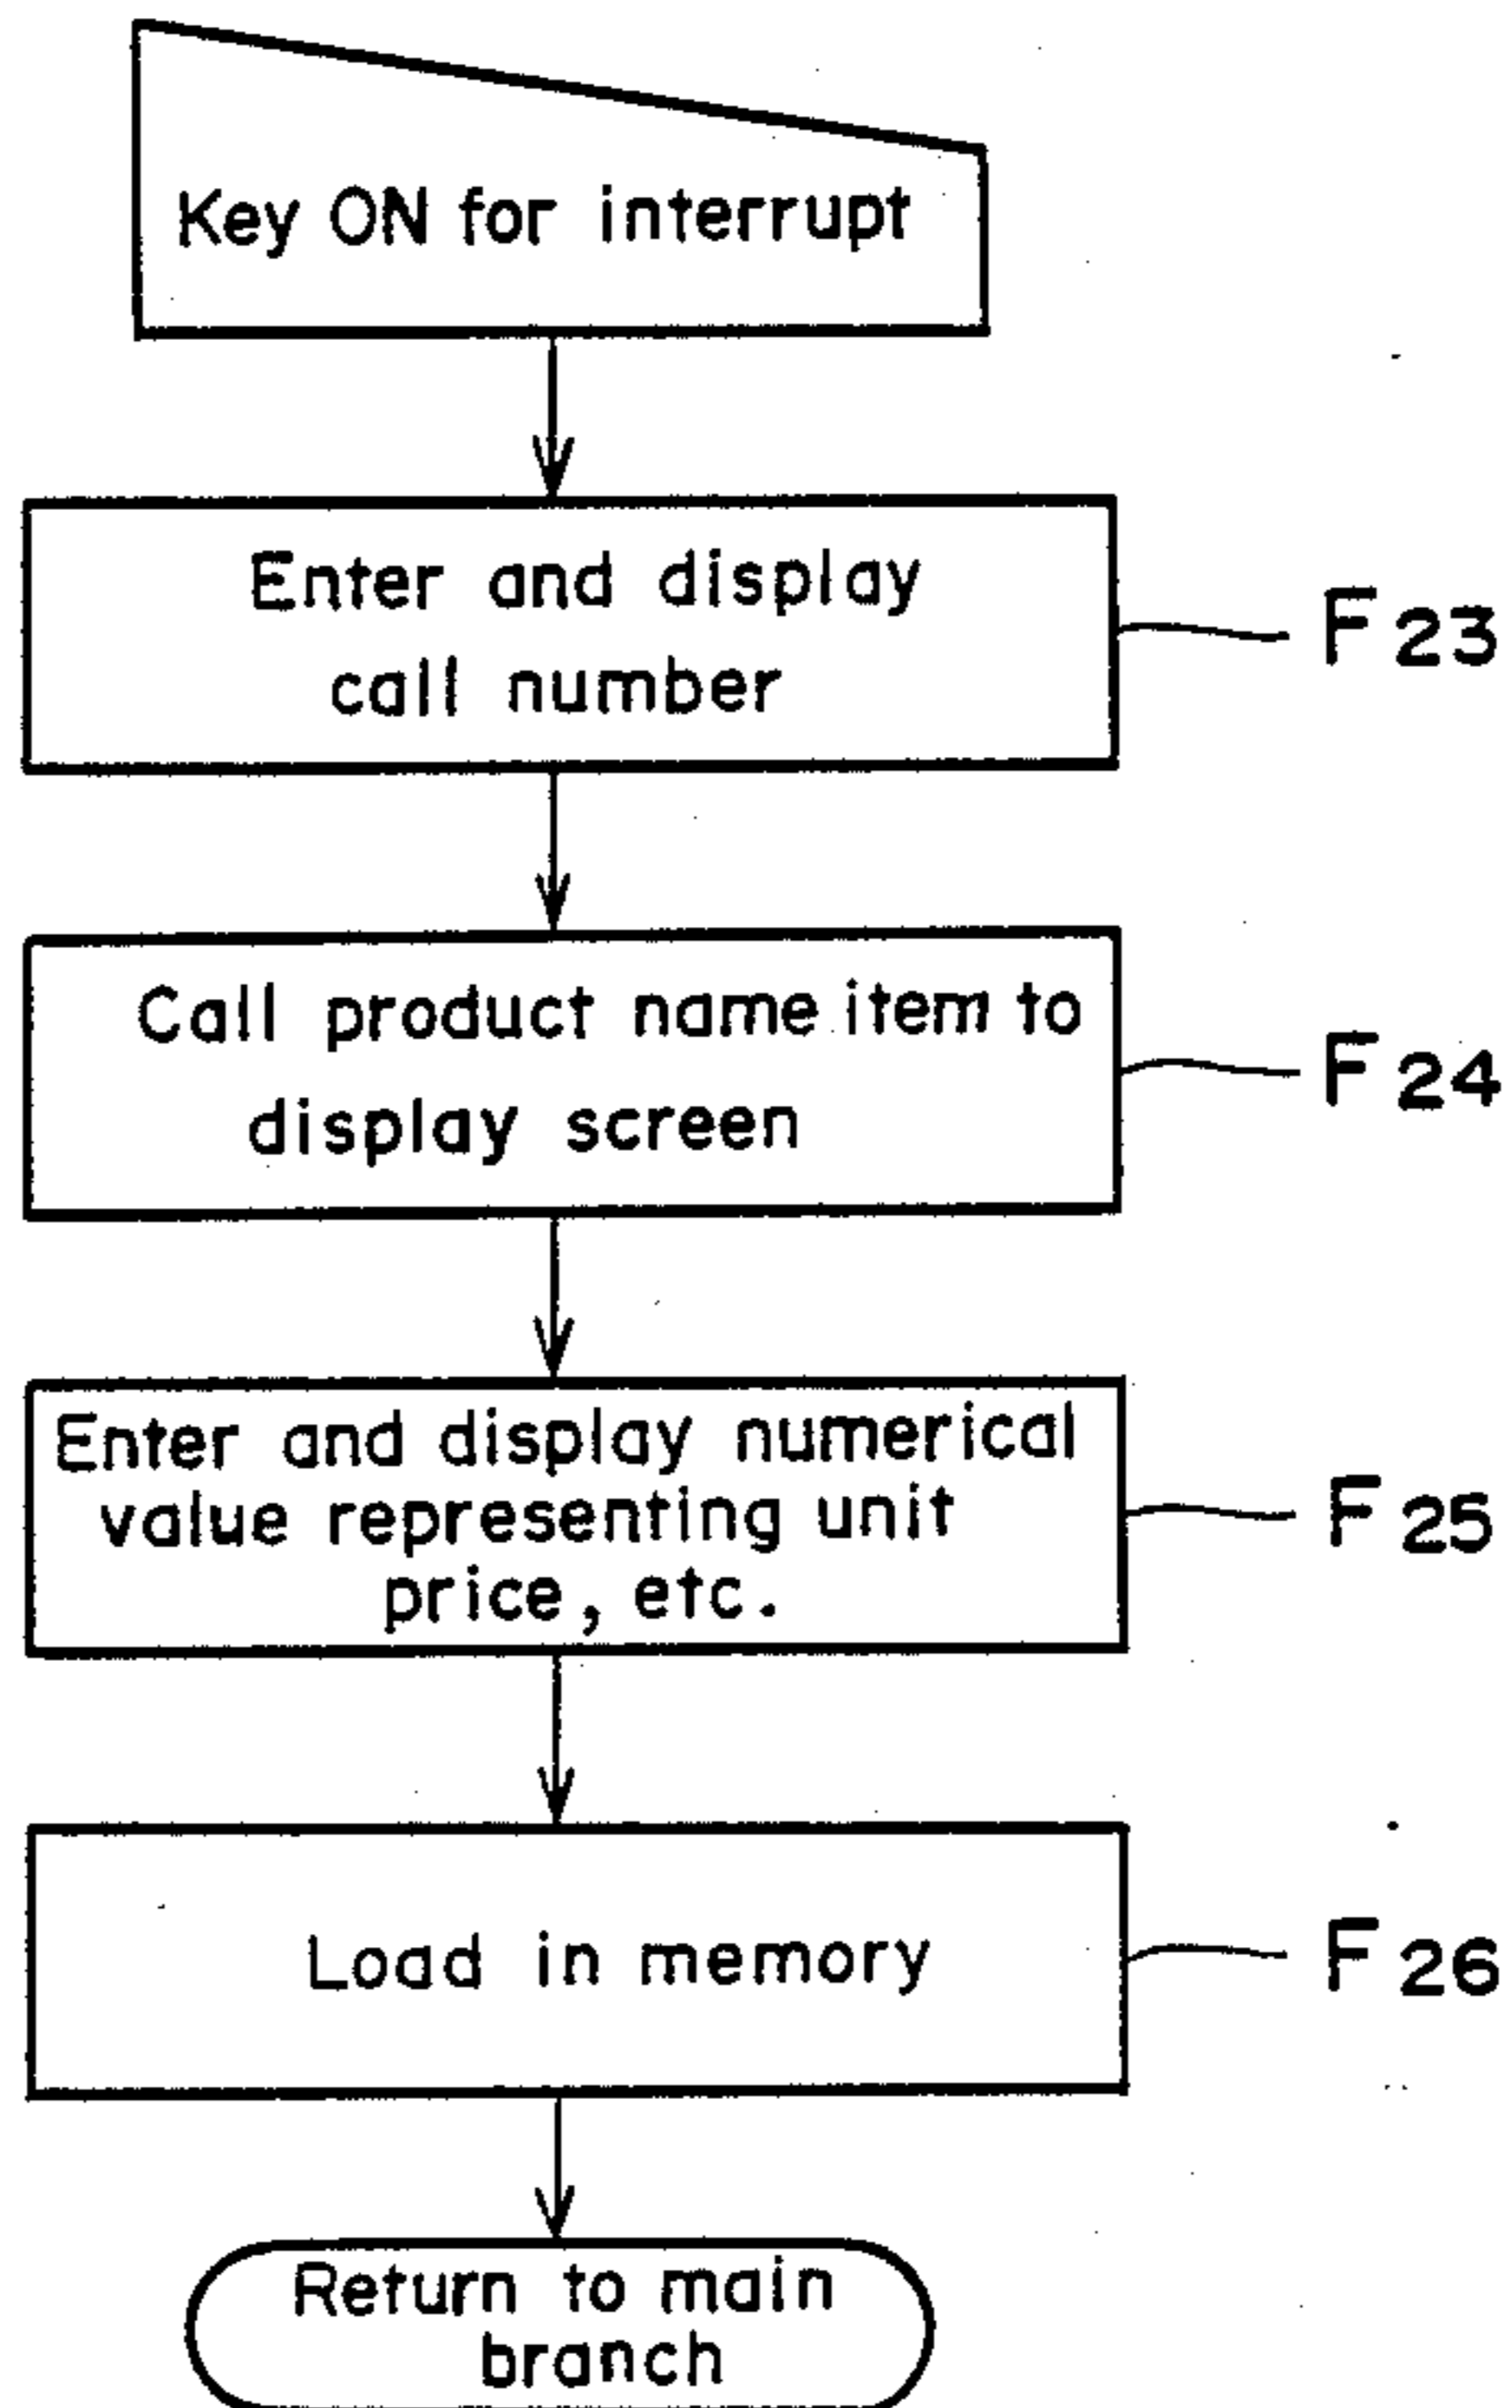 Key ON for interrupt
Enter and display
call number
F23
Call product name item to
display screen
F24
Enter and display numerical
value representing unit
price, etc.
F25
Load in memory
F26
Return to main
branch